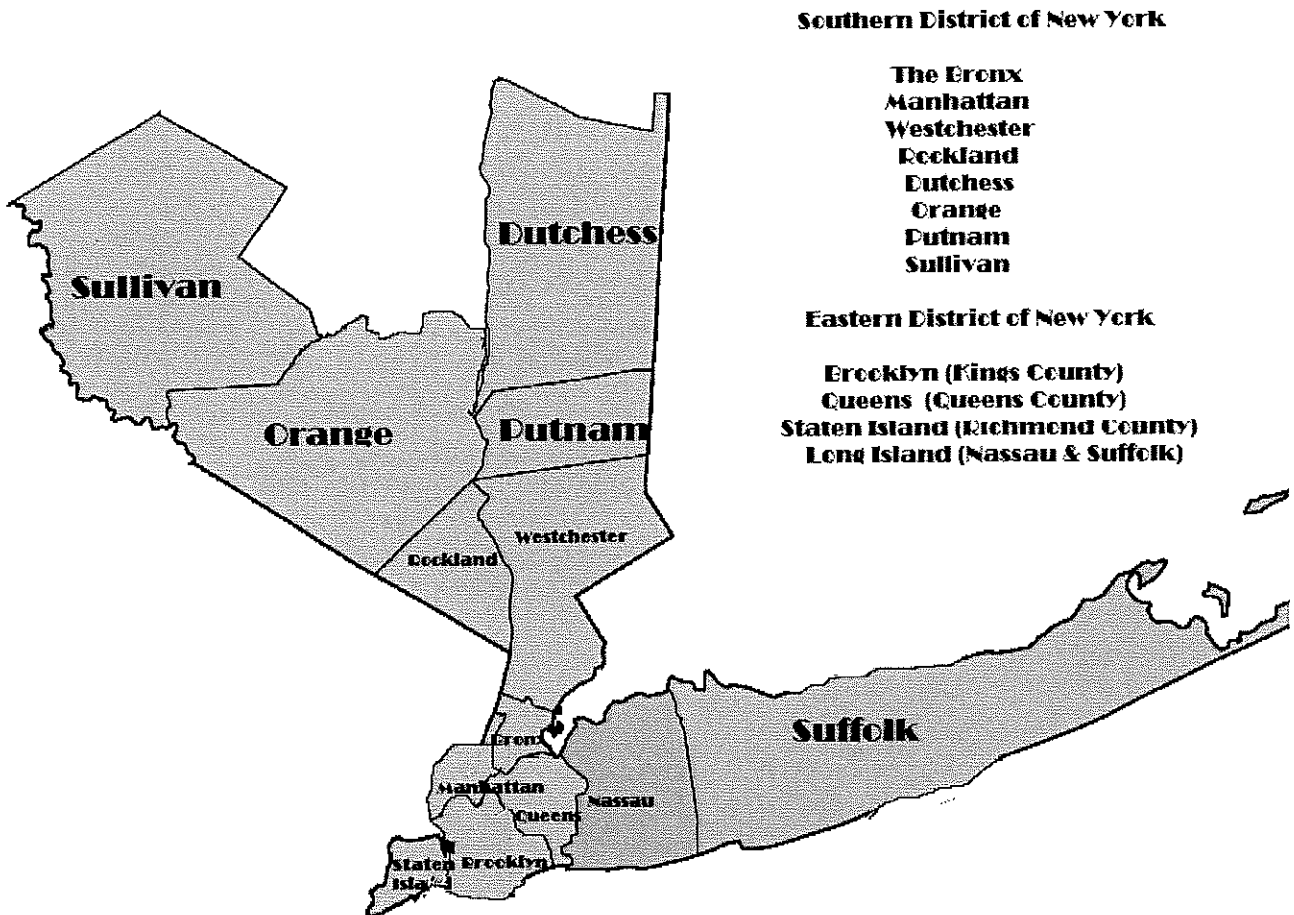 Southern District of New York
The Bronx
Manhattan
Westchester
Rockland
Dutchess
Orange
Putnam
Sullivan
Eastern District of New York
Brooklyn (Kings County)
Queens (Queens County)
Staten Island (Richmond County)
Long Island (Nassau & Suffolk)
Dutchess
Sullivan
Orange
Putnam
Westchester
Rockland
Suffolk
Bronx
Manhattan
Nassau
Queens
Staten
Island
Brooklyn